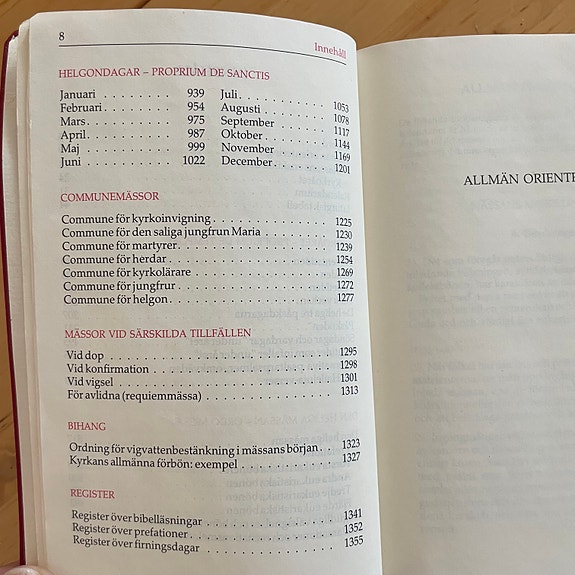 8
Innehåll
HELGONDAGAR – PROPRIUM DE SANCTIS
Januari . . . . . . . . . . 939
Februari . . . . . . . . . 954
Mars . . . . . . . . . . . 975
April . . . . . . . . . . . 987
Maj . . . . . . . . . . . 999
Juni . . . . . . . . . . . 1022
Juli . . . . . . . . . . . 1053
Augusti . . . . . . . . . 1078
September . . . . . . . 1117
Oktober . . . . . . . . . 1144
November . . . . . . . 1169
December . . . . . . . . 1201
COMMUNEMÄSSOR
Commune för kyrkoinvigning . . . . . . . . . . . 1225
Commune för den saliga jungfrun Maria . . . . . . 1230
Commune för martyrer . . . . . . . . . . . . . . 1239
Commune för herdar . . . . . . . . . . . . . . . 1254
Commune för kyrkolärare . . . . . . . . . . . . . 1269
Commune för jungfrur . . . . . . . . . . . . . . 1272
Commune för helgon . . . . . . . . . . . . . . . 1277
MÄSSOR VID SÄRSKILDA TILLFÄLLEN
Vid dop . . . . . . . . . . . . . . . . . . . . 1295
Vid konfirmation . . . . . . . . . . . . . . . . 1298
Vid vigsel . . . . . . . . . . . . . . . . . . . 1301
För avlidna (requiemmässa) . . . . . . . . . . . 1313
BIHANG
Ordning för vigvattenbestänkning i mässans början . . 1323
Kyrkans allmänna förbön: exempel . . . . . . . . 1327
REGISTER
Register över bibelläsningar . . . . . . . . . . . 1341
Register över prefationer . . . . . . . . . . . . 1352
Register över firningsdagar . . . . . . . . . . . 1355
ALLMÄN